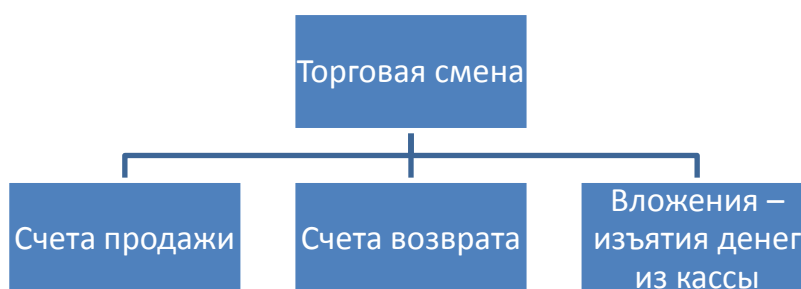 Торговая смена
Счета продажи
Счета возврата
Вложения –
изъятия денег
из кассы